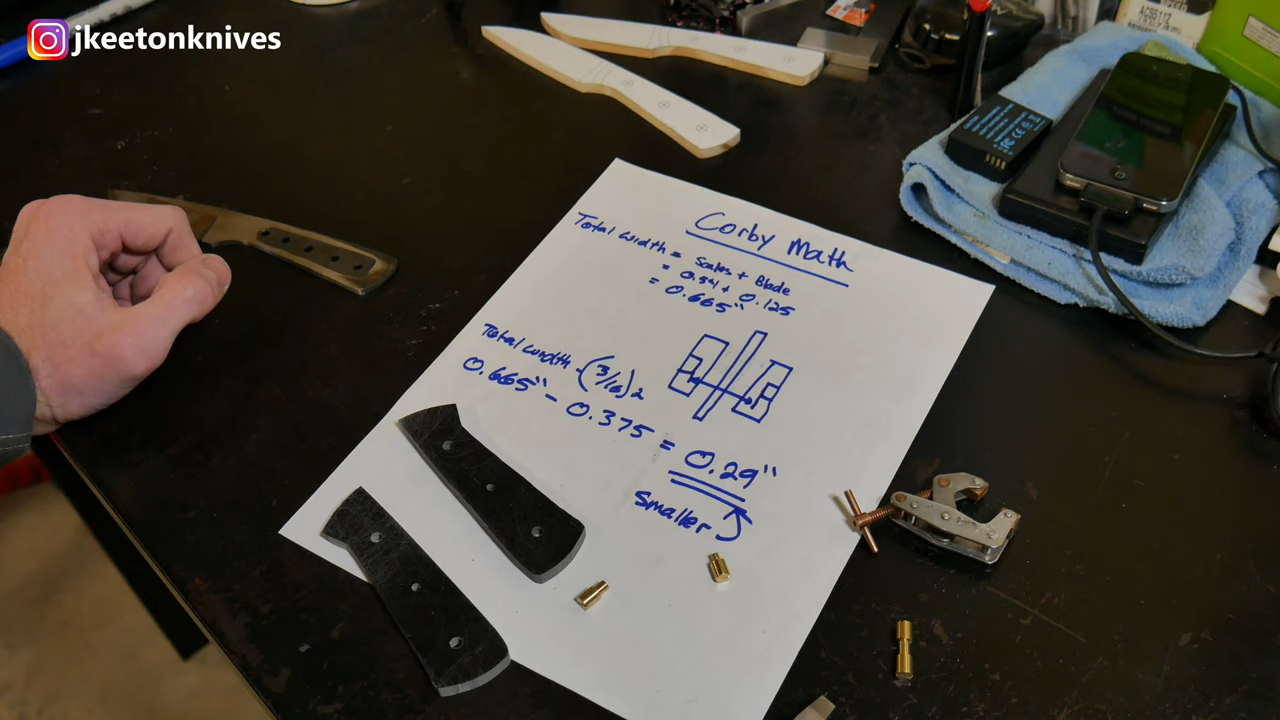 jkeetonknives
Corby Math
Total width = Scales + Blade
= 0.54 + 0.125
= 0.665"
Total width - (3/16)2
0.665" - 0.375 = 0.29"
smaller